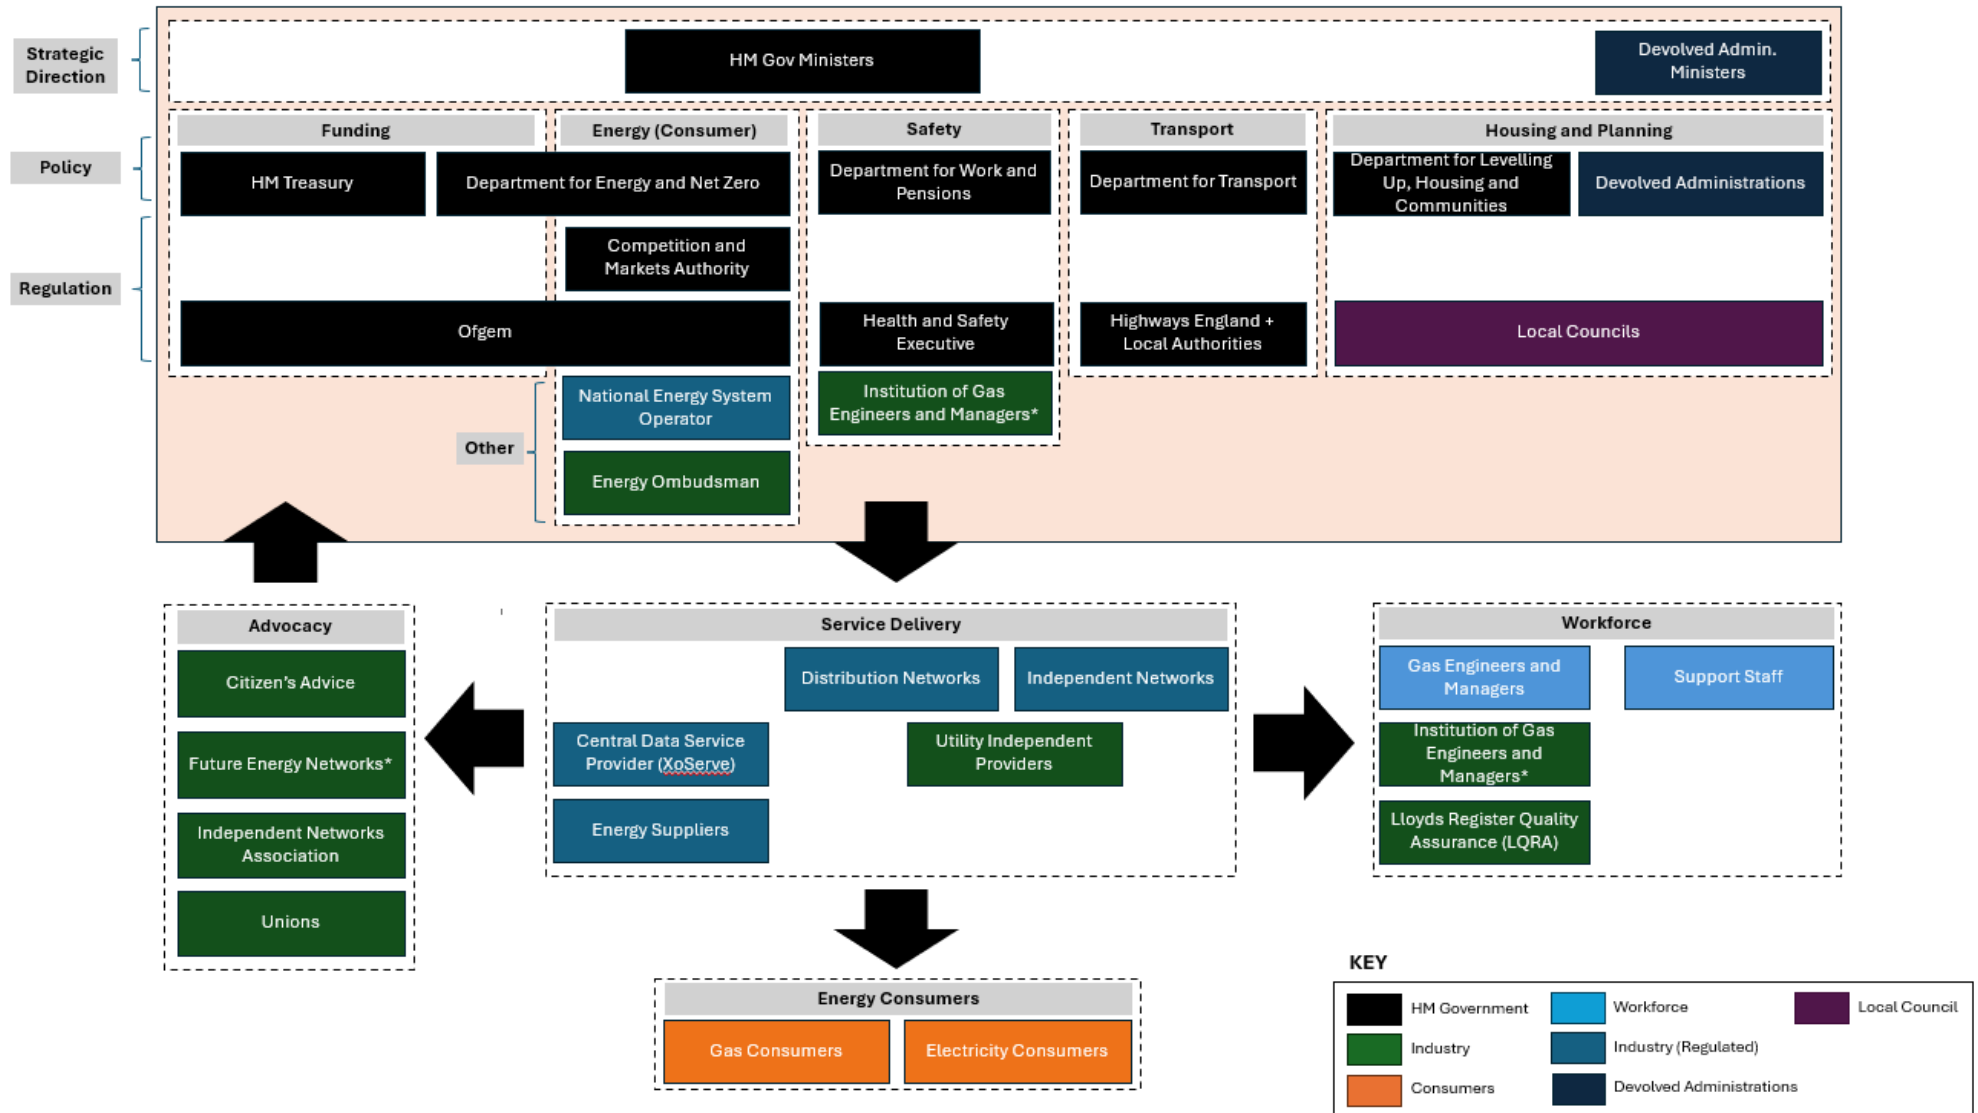 Strategic
Direction
HM Gov Ministers
Devolved Admin.
Ministers
Funding
Energy (Consumer)
Safety
Transport
Housing and Planning
Policy
HM Treasury
Department for Energy and Net Zero
Department for Work and
Pensions
Department for Transport
Department for Levelling
Up, Housing and
Communities
Devolved Administrations
Competition and
Markets Authority
Regulation
Ofgem
Health and Safety
Executive
Highways England +
Local Authorities
Local Councils
National Energy System
Operator
Institution of Gas
Engineers and Managers*
Other
Energy Ombudsman
Advocacy
Citizen's Advice
Future Energy Networks*
Independent Networks
Association
Unions
Service Delivery
Distribution Networks
Independent Networks
Central Data Service
Provider (XoServe)
Utility Independent
Providers
Energy Suppliers
Workforce
Gas Engineers and
Managers
Support Staff
Institution of Gas
Engineers and
Managers*
Lloyds Register Quality
Assurance (LQRA)
Energy Consumers
Gas Consumers
Electricity Consumers
KEY
HM Government
Workforce
Local Council
Industry
Industry (Regulated)
Consumers
Devolved Administrations